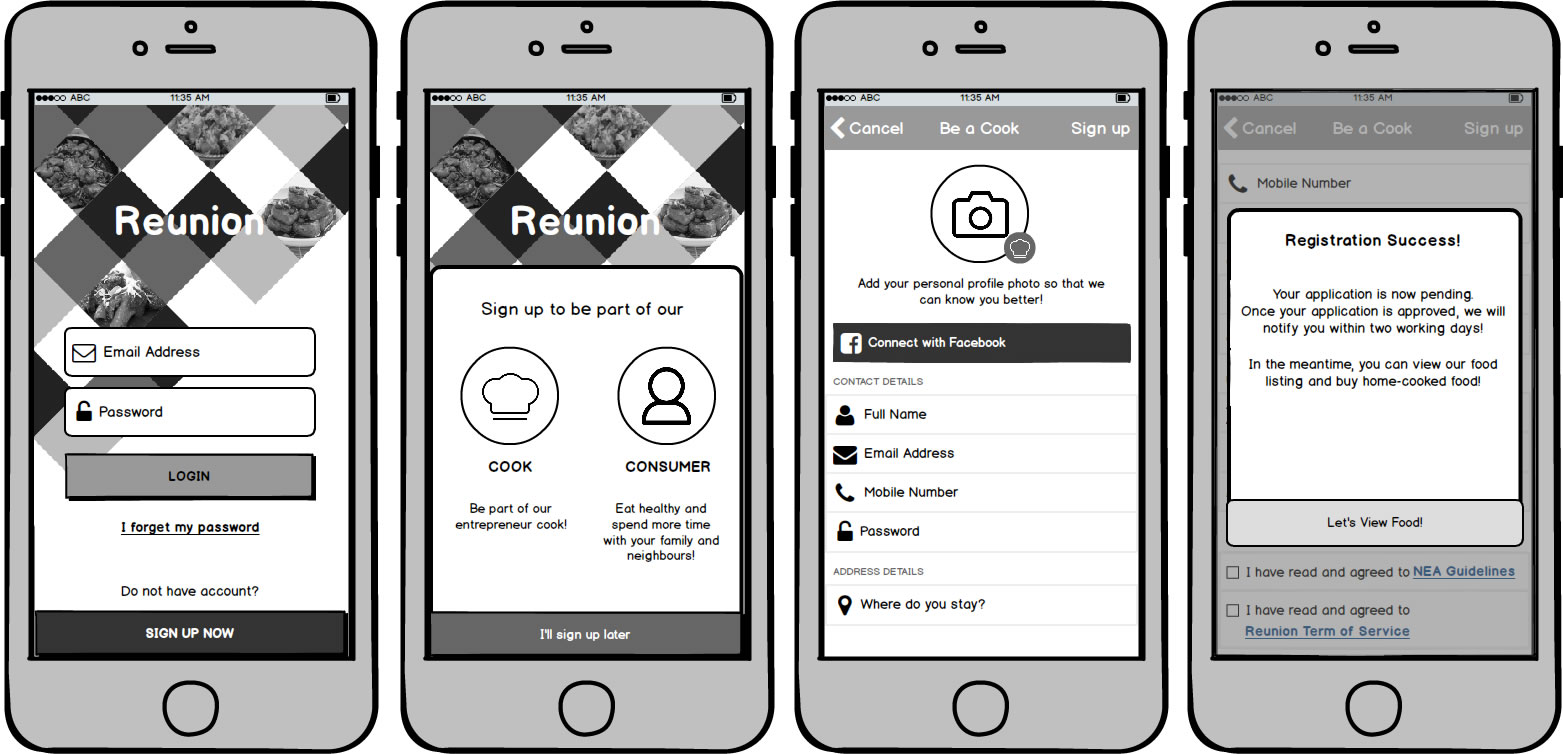 ABC 11:35 AM
Reunion
Email Address
Password
LOGIN
I forget my password
Do not have account?
SIGN UP NOW
ABC 11:35 AM
Reunion
Sign up to be part of our
COOK
Be part of our
entrepreneur cook!
CONSUMER
Eat healthy and
spend more time
with your family and
neighbours!
I'll sign up later
ABC 11:35 AM
Cancel Be a Cook Sign up
Add your personal profile photo so that we
can know you better!
Connect with Facebook
CONTACT DETAILS
Full Name
Email Address
Mobile Number
Password
ADDRESS DETAILS
Where do you stay?
ABC 11:35 AM
Cancel Be a Cook Sign up
Mobile Number
Registration Success!
Your application is now pending.
Once your application is approved, we will
notify you within two working days!
In the meantime, you can view our food
listing and buy home-cooked food!
Let's View Food!
I have read and agreed to NEA Guidelines
I have read and agreed to
Reunion Term of Service